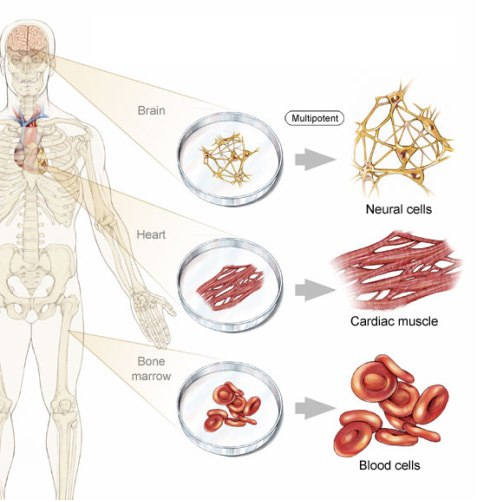 Brain
Multipotent
Neural cells
Heart
Cardiac muscle
Bone
marrow
Blood cells